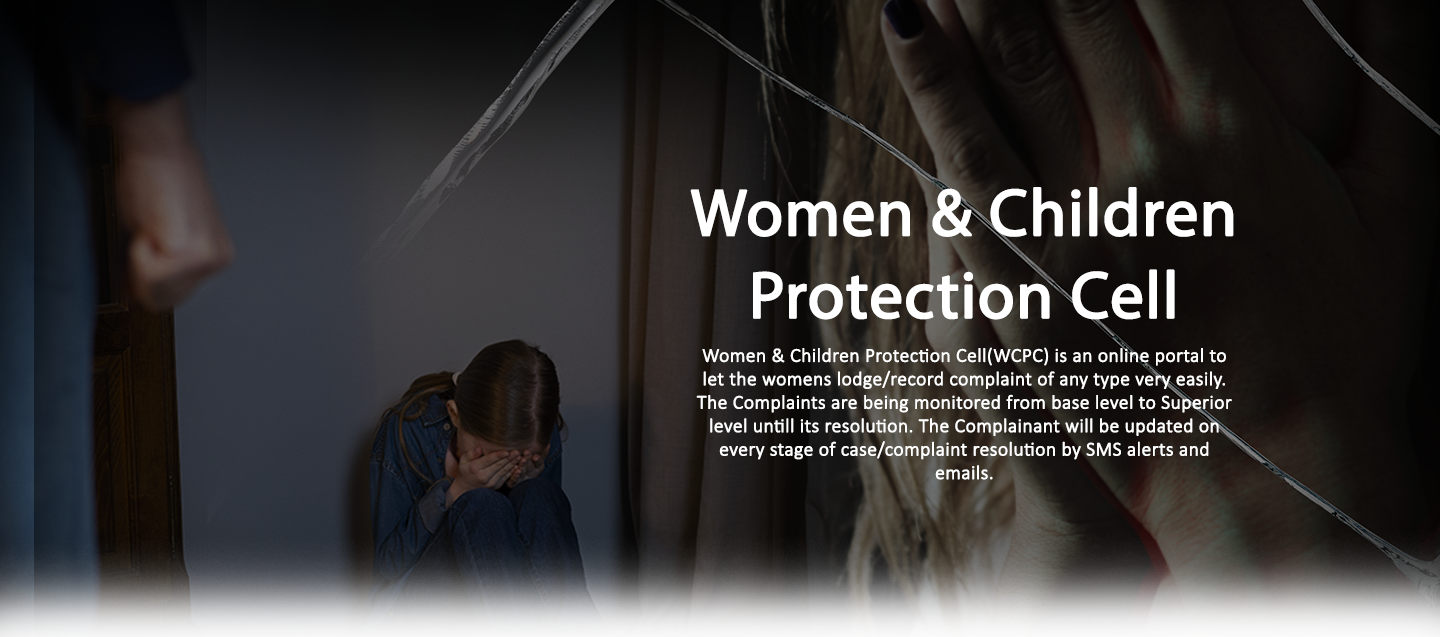 Women & Children
Protection Cell
Women & Children Protection Cell(WCPC) is an online portal to
let the womens lodge/record complaint of any type very easily.
The Complaints are being monitored from base level to Superior
level untill its resolution. The Complainant will be updated on
every stage of case/complaint resolution by SMS alerts and
emails.